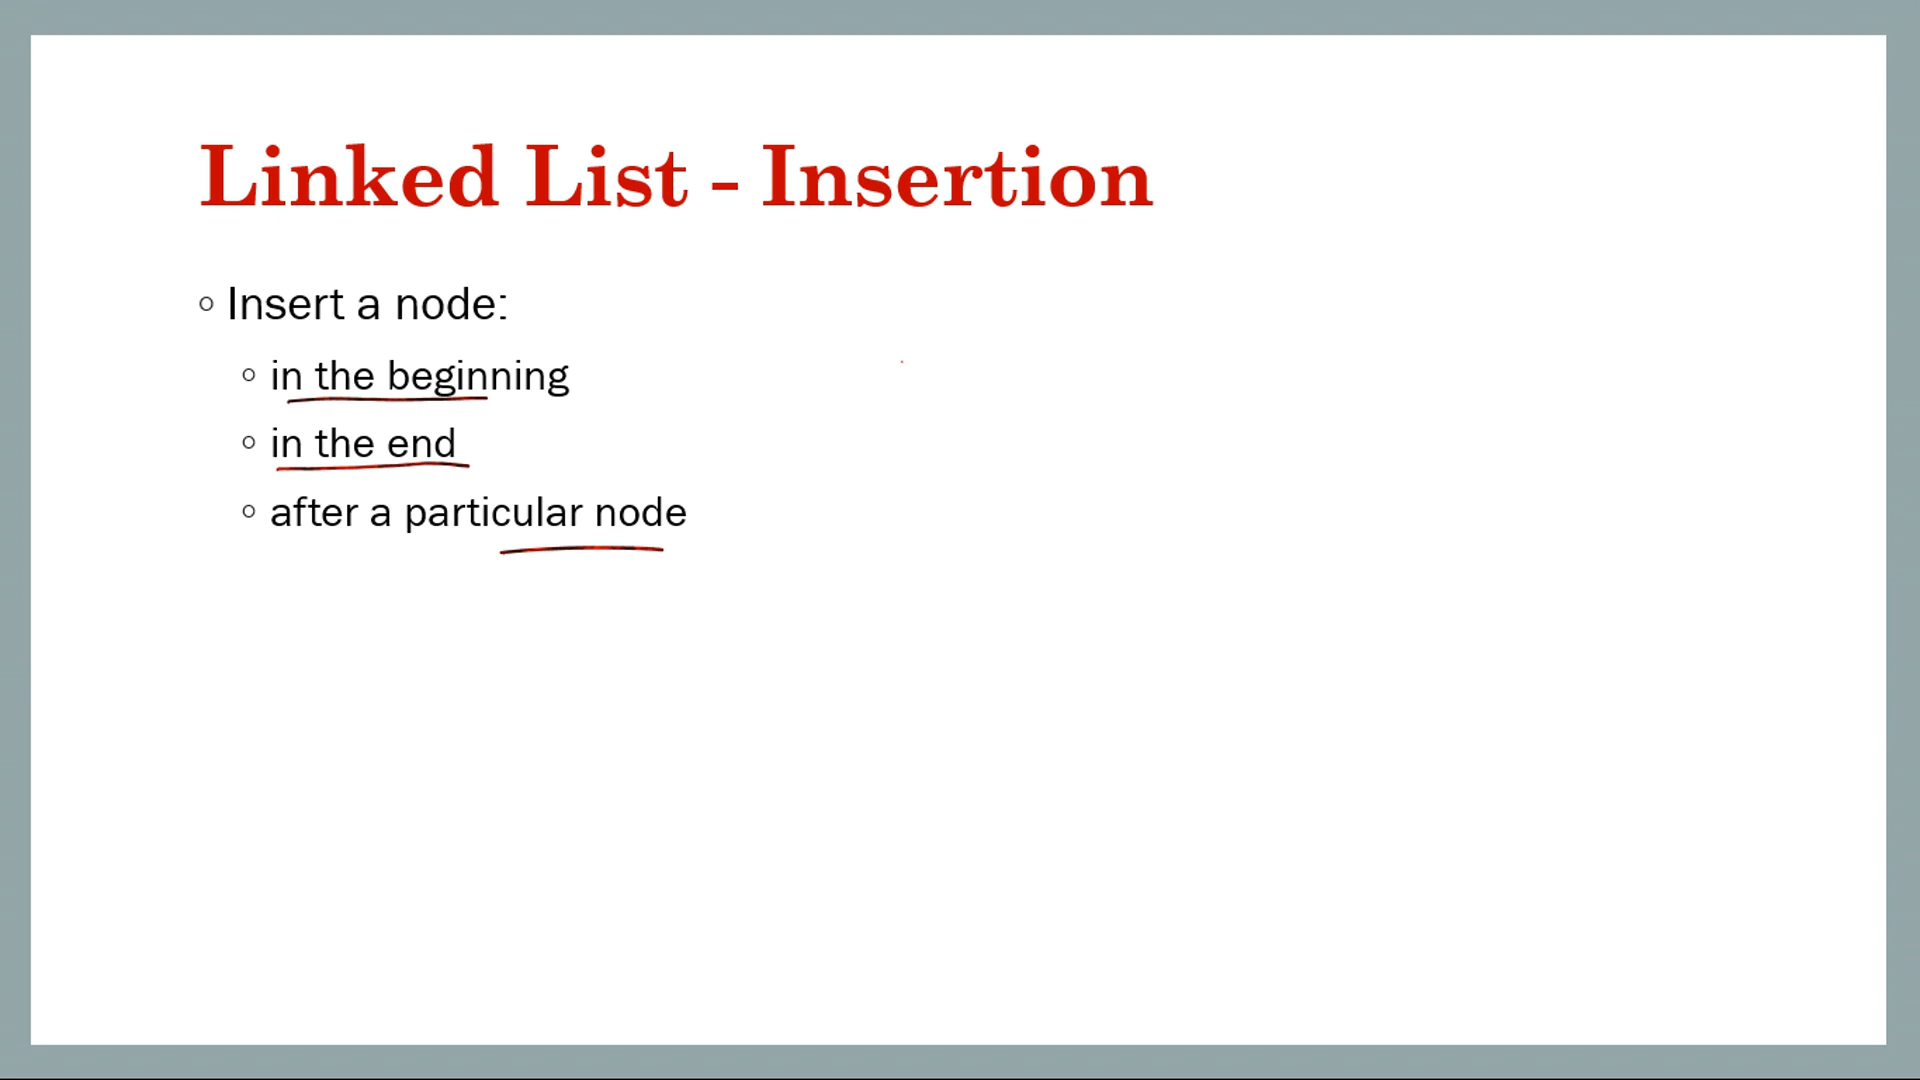 Linked List - Insertion
Insert a node:
in the beginning
in the end
after a particular node